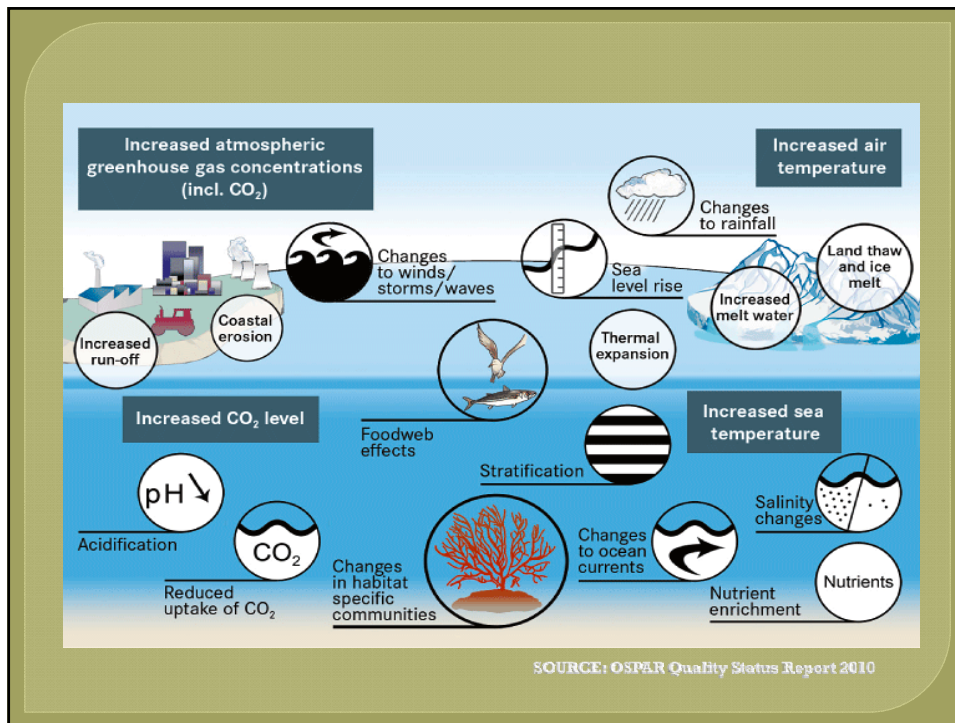 Increased atmospheric
greenhouse gas concentrations
(incl. CO₂)
Increased air
temperature
Changes
to rainfall
Changes
to winds/
storms/waves
Sea
level rise
Land thaw
and ice
melt
Increased
melt water
Coastal
erosion
Increased
run-off
Thermal
expansion
Increased CO₂ level
Foodweb
effects
Increased sea
temperature
Stratification
pH
Acidification
CO₂
Reduced
uptake of CO₂
Changes
in habitat
specific
communities
Changes
to ocean
currents
Salinity
changes
Nutrients
Nutrient
enrichment
SOURCE: OSPAR Quality Status Report 2010